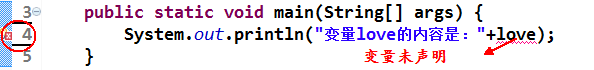 3 public static void main(String[] args) {
4 System.out.println("变量love的内容是："+love);
5 }
变量未声明